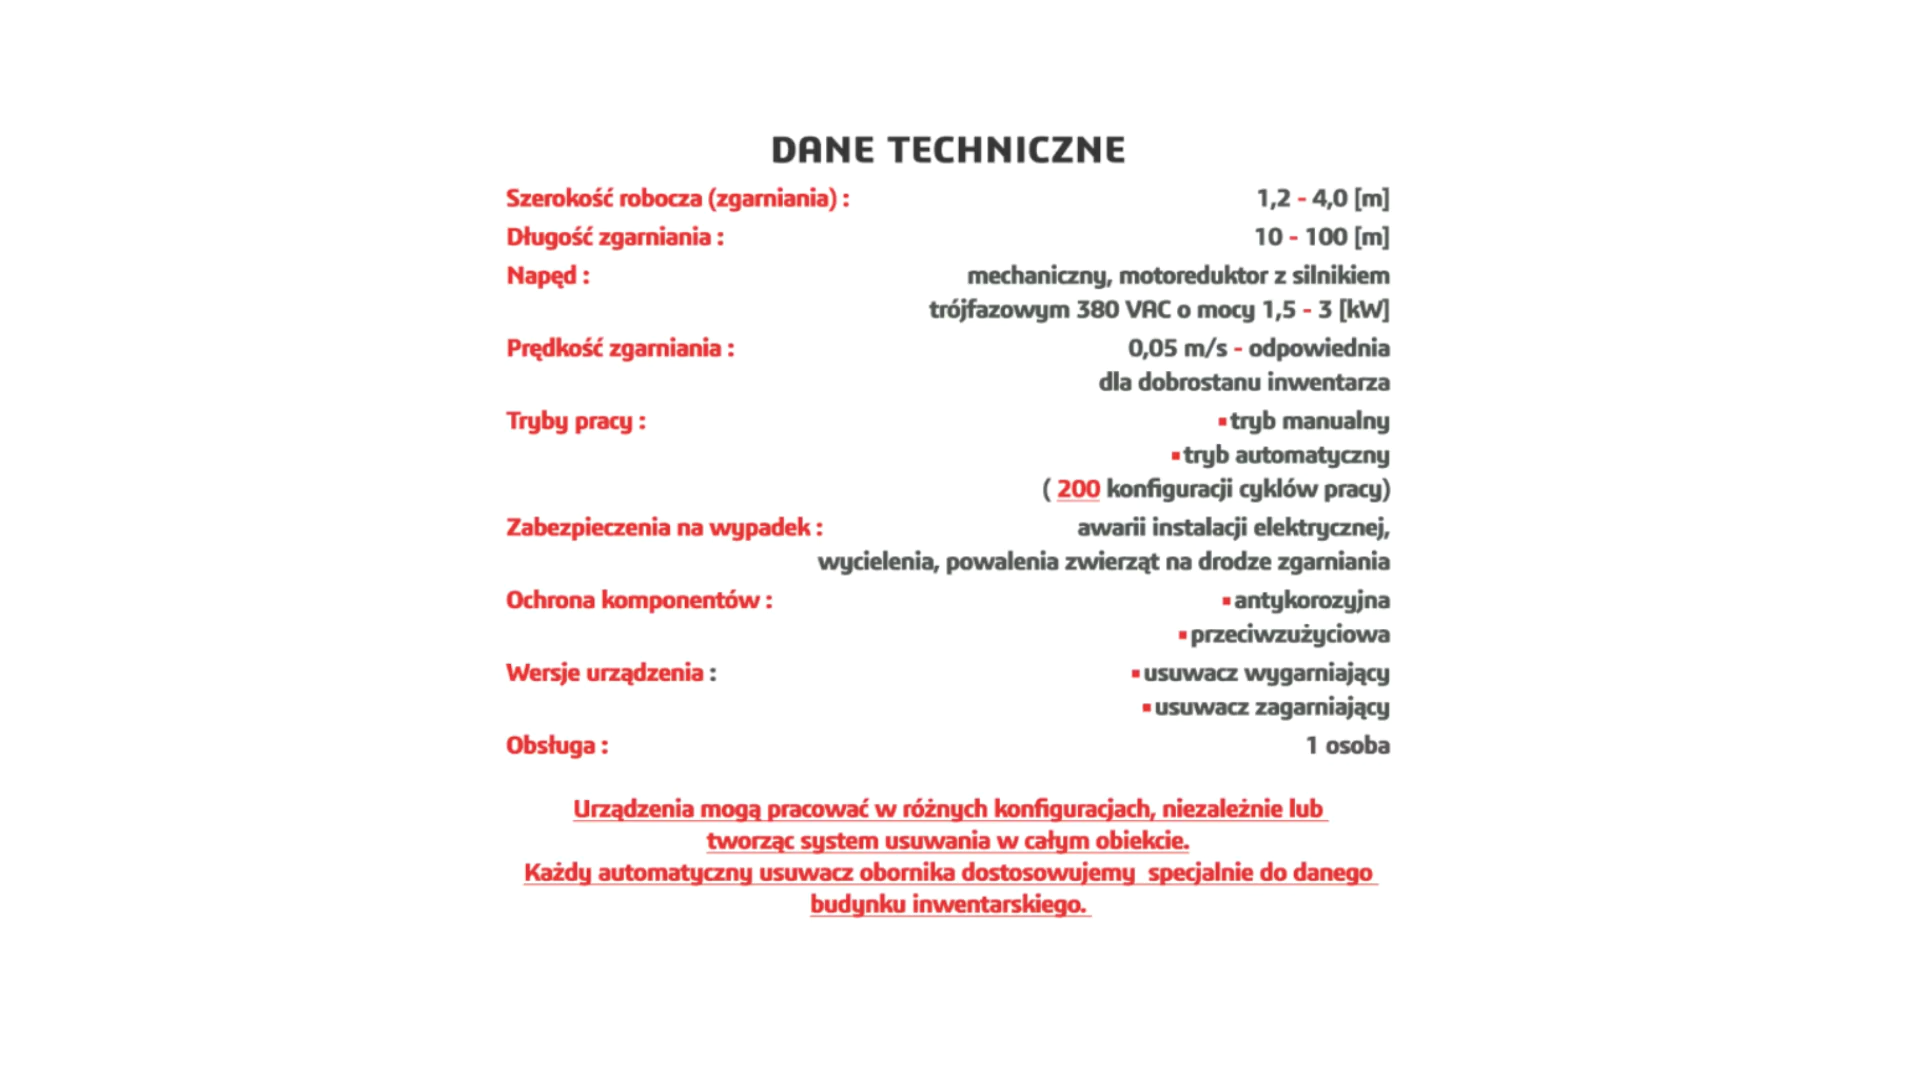 DANE TECHNICZNE
Szerokość robocza (zgarniania) : 1,2 - 4,0 [m]
Długość zgarniania : 10 - 100 [m]
Napęd : mechaniczny, motoreduktor z silnikiem
trójfazowym 380 VAC o mocy 1,5 - 3 [kW]
Prędkość zgarniania : 0,05 m/s - odpowiednia
dla dobrostanu inwentarza
Tryby pracy : ▪tryb manualny
▪tryb automatyczny
( 200 konfiguracji cyklów pracy)
Zabezpieczenia na wypadek : awarii instalacji elektrycznej,
wycielenia, powalenia zwierząt na drodze zgarniania
Ochrona komponentów : ▪antykorozyjna
▪przeciwzużyciowa
Wersje urządzenia : ▪usuwacz wygarniający
▪usuwacz zagarniający
Obsługa : 1 osoba
Urządzenia mogą pracować w różnych konfiguracjach, niezależnie lub
tworząc system usuwania w całym obiekcie.
Każdy automatyczny usuwacz obornika dostosowujemy specjalnie do danego
budynku inwentarskiego.